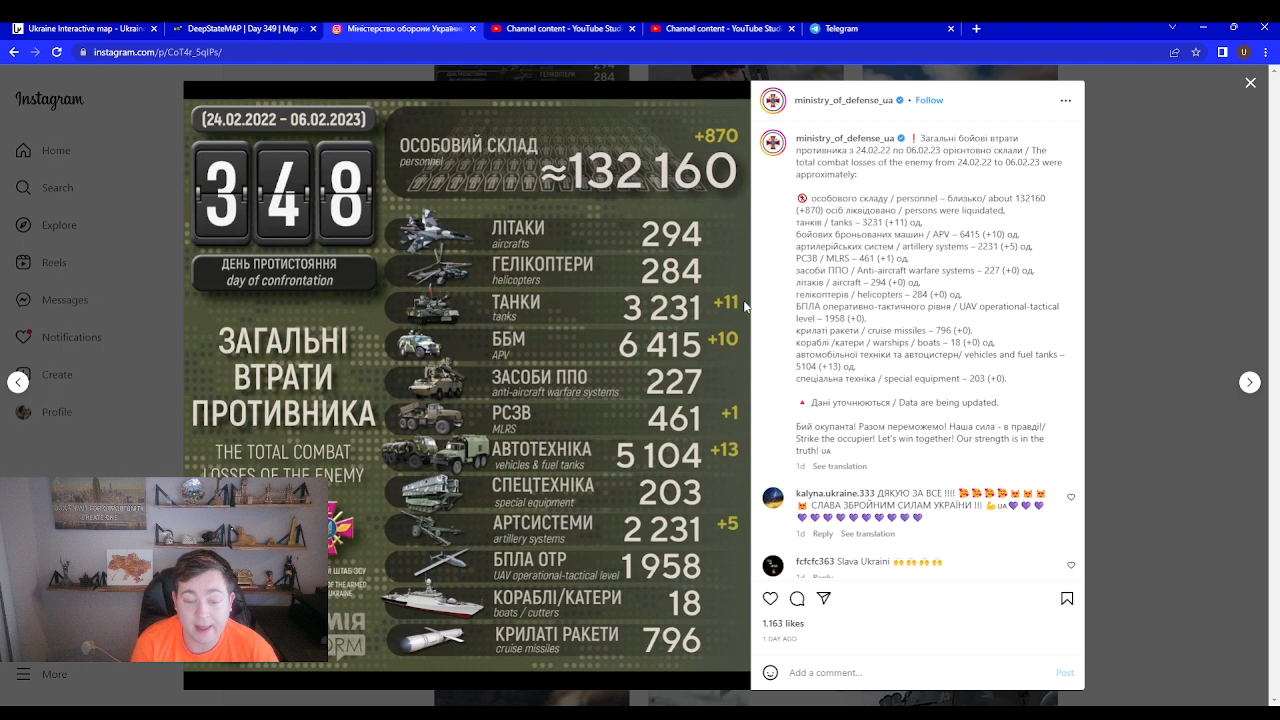 Ukraine Interactive map - Ukrain
DeepStateMAP | Day 349 | Map o
Міністерство оборони Українс
Channel content - YouTube Studi
Channel content - YouTube Studi
Telegram
instagram.com/p/CoT4r_5qIPs/
U
Instagram
Home
Search
Explore
Reels
Messages
Notifications
Create
Profile
More
ГЕЛІКОПТЕРИ
284
(24.02.2022 – 06.02.2023)
348
ДЕНЬ ПРОТИСТОЯННЯ
day of confrontation
ЗАГАЛЬНІ
ВТРАТИ
ПРОТИВНИКА
THE TOTAL COMBAT
LOSSES OF THE ENEMY
ОСОБОВИЙ СКЛАД
personnel
≈132 160
+870
ЛІТАКИ
aircrafts
294
ГЕЛІКОПТЕРИ
helicopters
284
ТАНКИ
tanks
3 231 +11
ББМ
APV
6 415 +10
ЗАСОБИ ППО
anti-aircraft warfare systems
227
РСЗВ
MLRS
461 +1
АВТОТЕХНІКА
vehicles & fuel tanks
5 104 +13
СПЕЦТЕХНІКА
special equipment
203
АРТСИСТЕМИ
artillery systems
2 231 +5
БПЛА ОТР
UAV operational-tactical level
1 958
КОРАБЛІ/КАТЕРИ
boats / cutters
18
КРИЛАТІ РАКЕТИ
cruise missiles
796
ШТАБ ЗСУ
OF THE ARMED
UKRAINE
ministry_of_defense_ua • Follow
ministry_of_defense_ua ❗ Загальні бойові втрати
противника з 24.02.22 по 06.02.23 орієнтовно склали / The
total combat losses of the enemy from 24.02.22 to 06.02.23 were
approximately:
особового складу / personnel – близько/ about 132160
(+870) осіб ліквідовано / persons were liquidated,
танків / tanks – 3231 (+11) од,
бойових броньованих машин / APV – 6415 (+10) од,
артилерійських систем / artillery systems – 2231 (+5) од,
РСЗВ / MLRS – 461 (+1) од,
засоби ППО / Anti-aircraft warfare systems – 227 (+0) од,
літаків / aircraft – 294 (+0) од,
гелікоптерів / helicopters – 284 (+0) од,
БПЛА оперативно-тактичного рівня / UAV operational-tactical
level – 1958 (+0),
крилаті ракети / cruise missiles – 796 (+0),
кораблі /катери / warships / boats – 18 (+0) од,
автомобільної техніки та автоцистерн/ vehicles and fuel tanks –
5104 (+13) од,
спеціальна техніка / special equipment – 203 (+0).
🔺 Дані уточнюються / Data are being updated.
Бий окупанта! Разом переможемо! Наша сила - в правді!/
Strike the occupier! Let's win together! Our strength is in the
truth! UA
1d See translation
kalyna.ukraine.333 ДЯКУЮ ЗА ВСЕ !!!!
СЛАВА ЗБРОЙНИМ СИЛАМ УКРАЇНИ !!! 💪 UA
1d Reply See translation
fcfcfc363 Slava Ukraini 🙌🙌🙌🙌
1d Reply
1,163 likes
1 DAY AGO
Add a comment...
Post